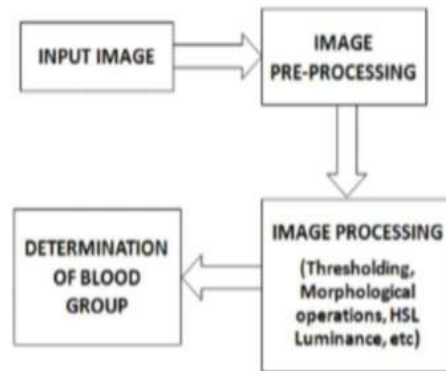 INPUT IMAGE
IMAGE
PRE-PROCESSING
IMAGE PROCESSING
(Thresholding,
Morphological
operations, HSL
Luminance, etc)
DETERMINATION
OF BLOOD
GROUP